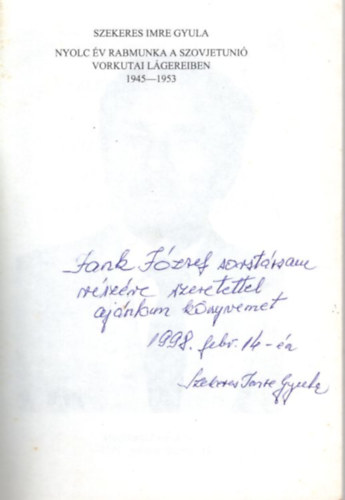 SZEKERES IMRE GYULA
NYOLC ÉV RABMUNKA A SZOVJETUNIÓ
VORKUTAI LÁGEREIBEN
1945—1953
Fank József sorstársam
részére szeretettel
ajánlom könyvemet
1998. febr. 14-én
Szekeres Imre Gyula